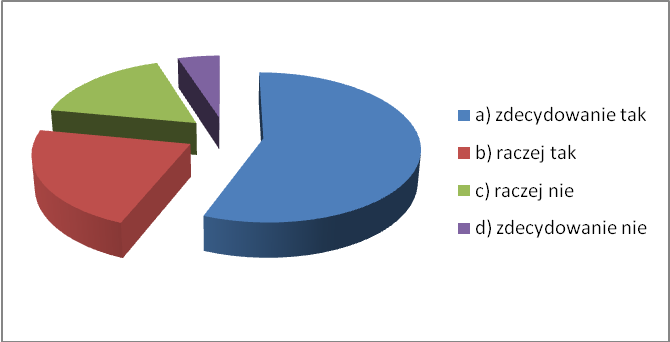 a) zdecydowanie tak
b) raczej tak
c) raczej nie
d) zdecydowanie nie